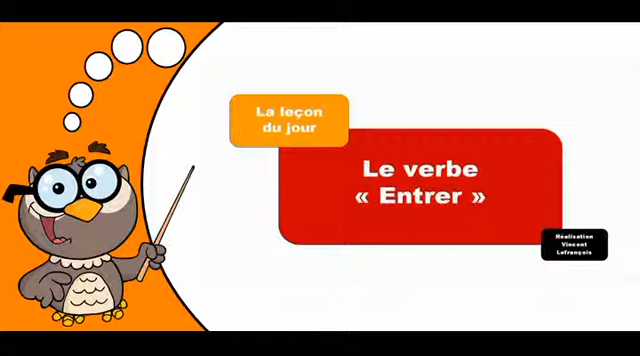 La leçon
du jour
Le verbe
« Entrer »
Réalisation
Vincent
Lefrançois